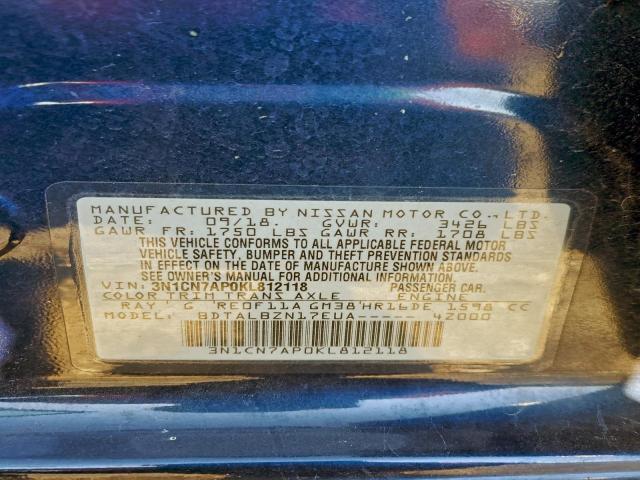 MANUFACTURED BY NISSAN MOTOR CO., LTD.
DATE: 09/18 GVWR: 3426 LBS
GAWR FR: 1750 LBS GAWR RR: 1708 LBS
THIS VEHICLE CONFORMS TO ALL APPLICABLE FEDERAL MOTOR
VEHICLE SAFETY, BUMPER AND THEFT PREVENTION STANDARDS
IN EFFECT ON THE DATE OF MANUFACTURE SHOWN ABOVE.
SEE OWNER'S MANUAL FOR ADDITIONAL INFORMATION
VIN: 3N1CN7AP0KL812118 PASSENGER CAR.
COLOR TRIM TRANS AXLE ENGINE
RAY G RE0F11A GM38 HR16DE 1598 CC
MODEL: BDTALBZN17EUA— 42000
3N1CN7AP0KL812118